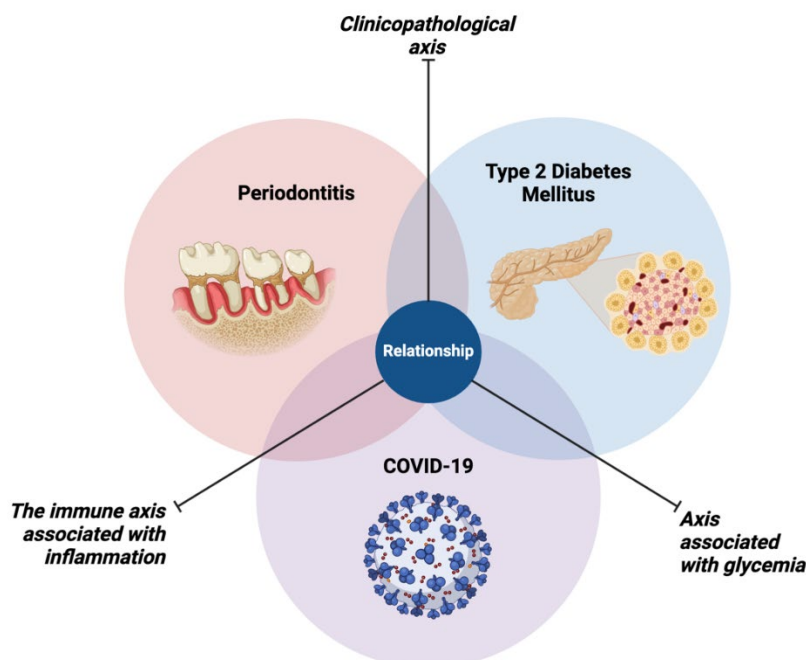 Clinicopathological
axis
Periodontitis
Type 2 Diabetes
Mellitus
Relationship
COVID-19
The immune axis
associated with
inflammation
Axis
associated
with glycemia